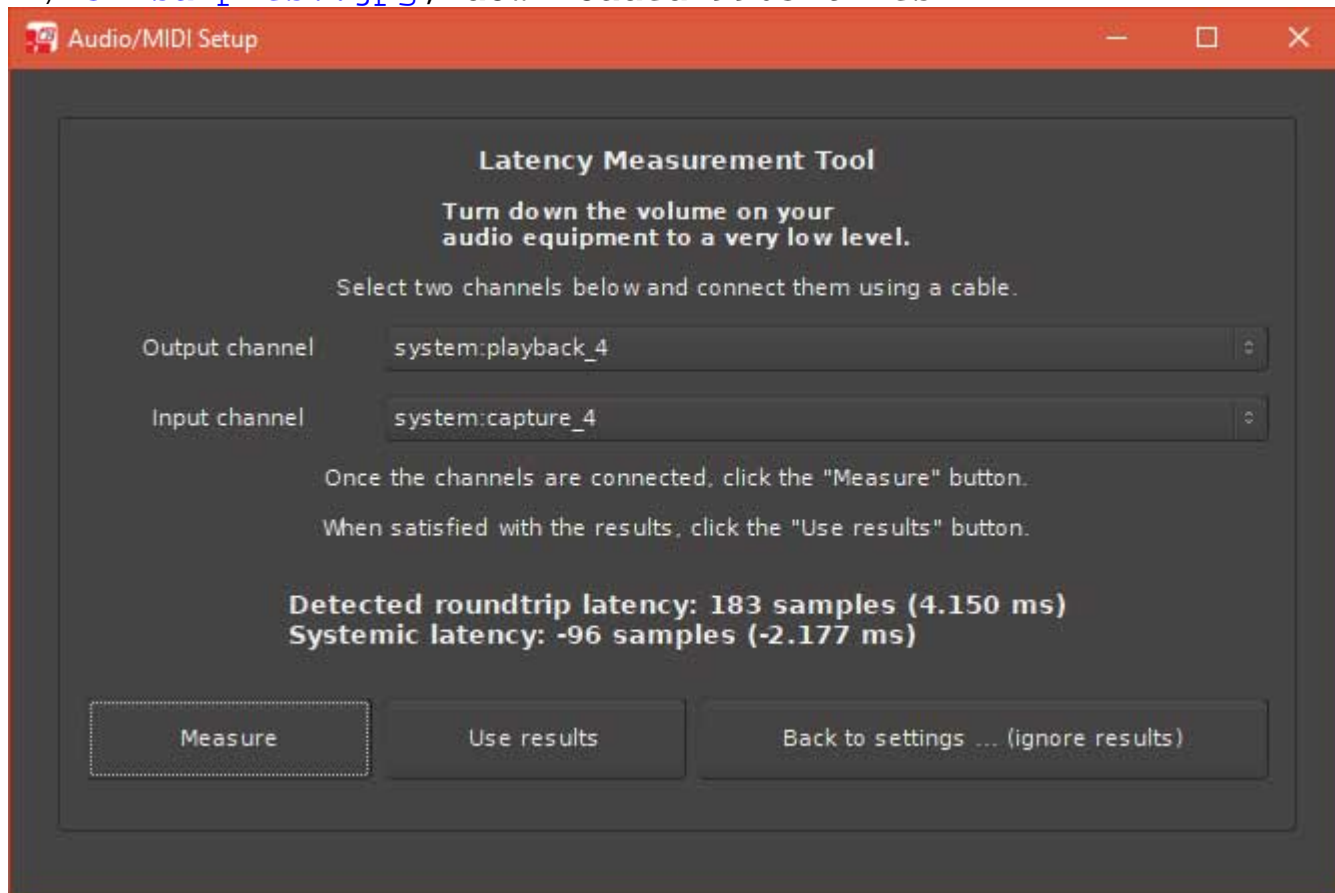 Audio/MIDI Setup
Latency Measurement Tool
Turn down the volume on your
audio equipment to a very low level.
Select two channels below and connect them using a cable.
Output channel system:playback_4
Input channel system:capture_4
Once the channels are connected, click the "Measure" button.
When satisfied with the results, click the "Use results" button.
Detected roundtrip latency: 183 samples (4.150 ms)
Systemic latency: -96 samples (-2.177 ms)
Measure Use results Back to settings ... (ignore results)